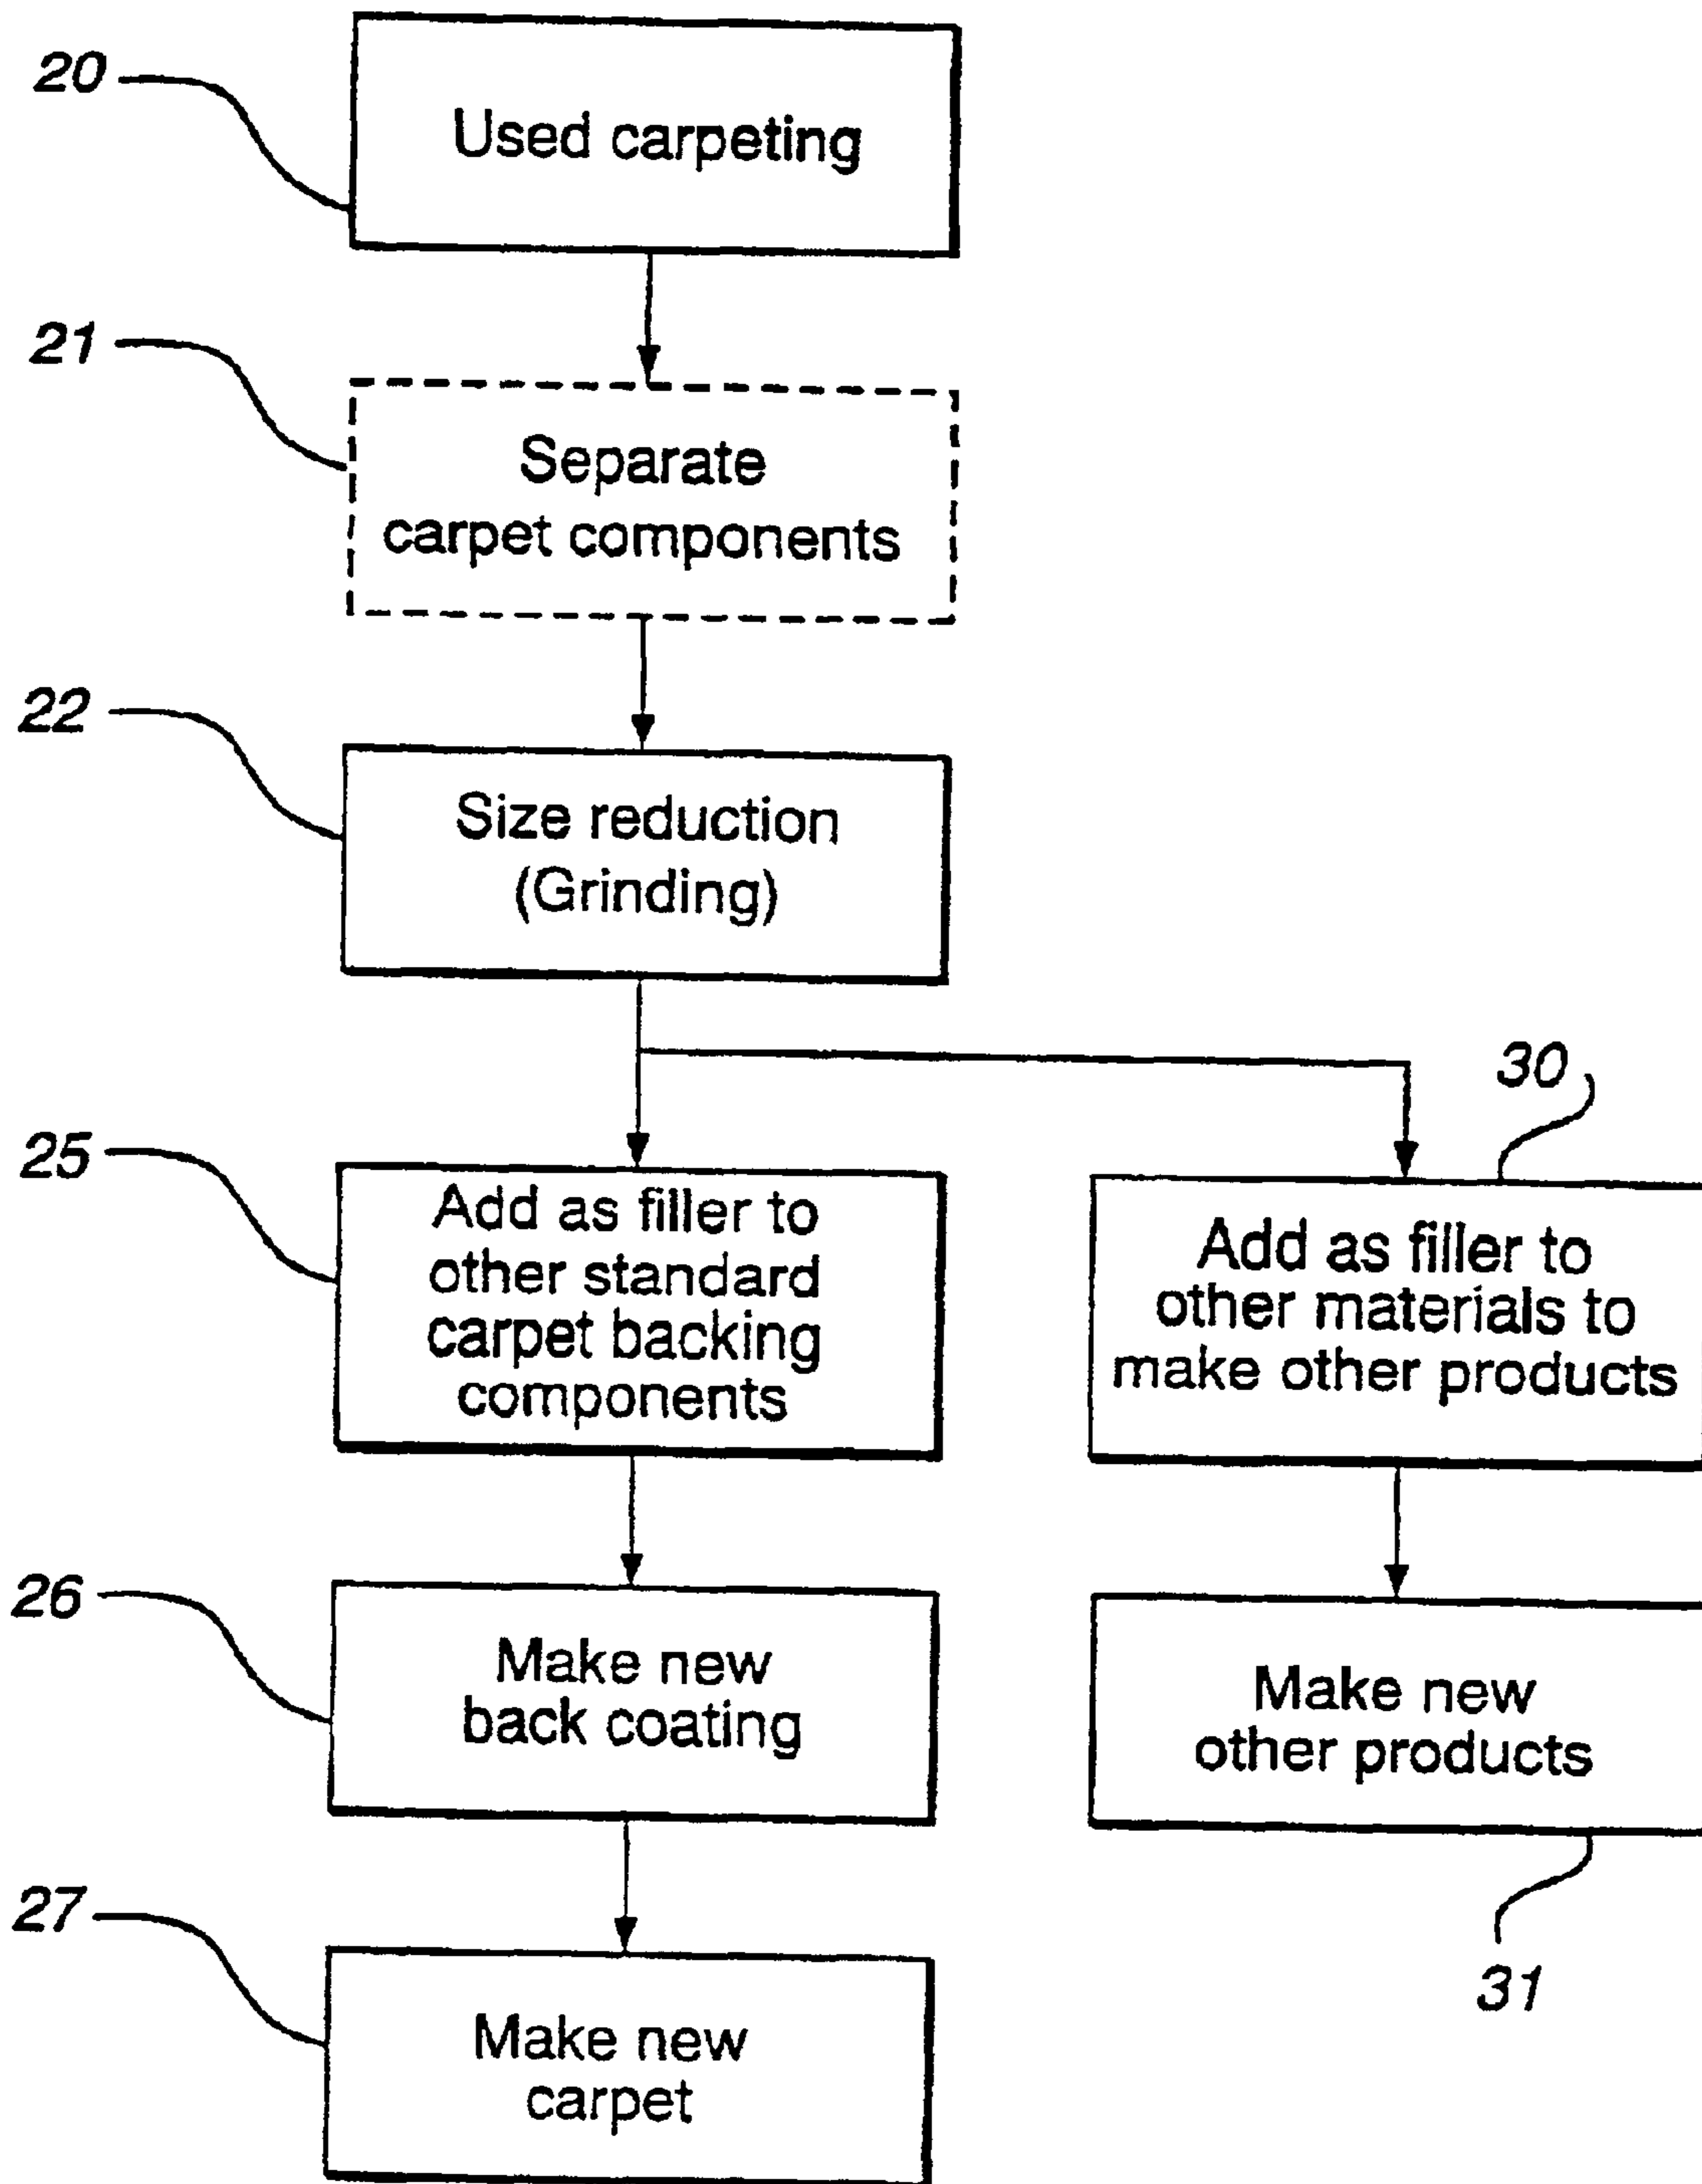 20
Used carpeting
21
Separate
carpet components
22
Size reduction
(Grinding)
30
25
Add as filler to
other standard
carpet backing
components
Add as filler to
other materials to
make other products
26
Make new
back coating
Make new
other products
27
31
Make new
carpet